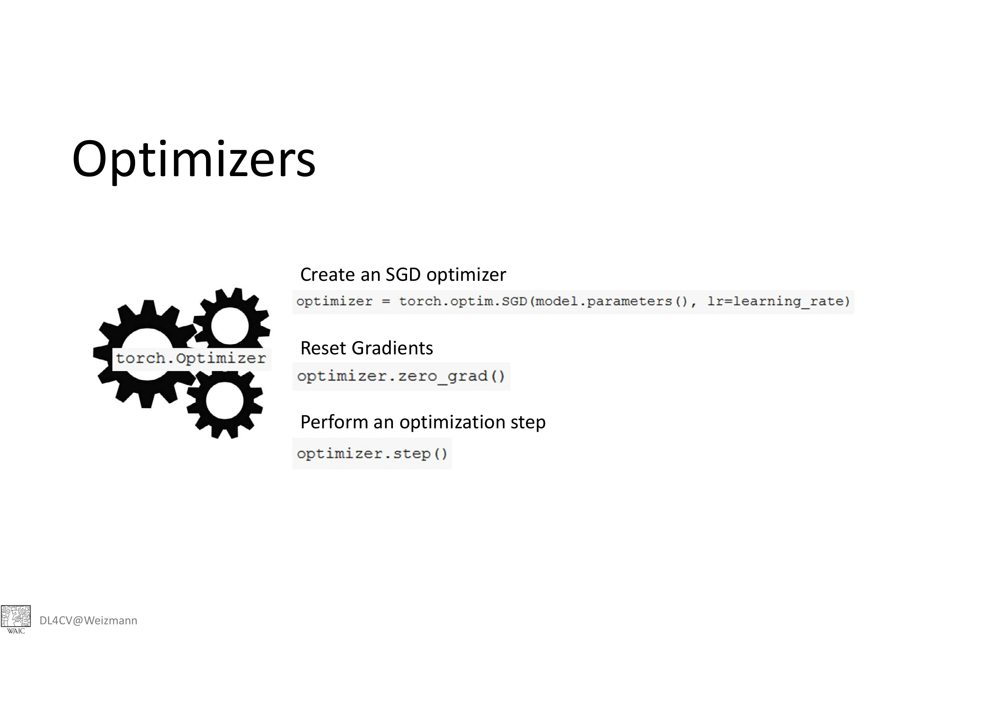 Optimizers
torch.Optimizer
Create an SGD optimizer
optimizer = torch.optim.SGD(model.parameters(), lr=learning_rate)
Reset Gradients
optimizer.zero_grad()
Perform an optimization step
optimizer.step()
WAIC
DL4CV@Weizmann